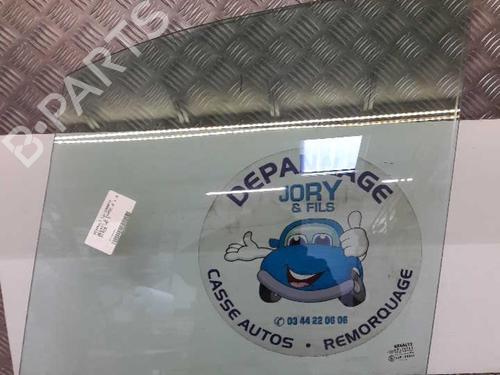 B-PARTS
DEPANNAGE
JORY
& FILS
✆ 03 44 22 06 06
CASSE AUTOS • REMORQUAGE
RENAULT